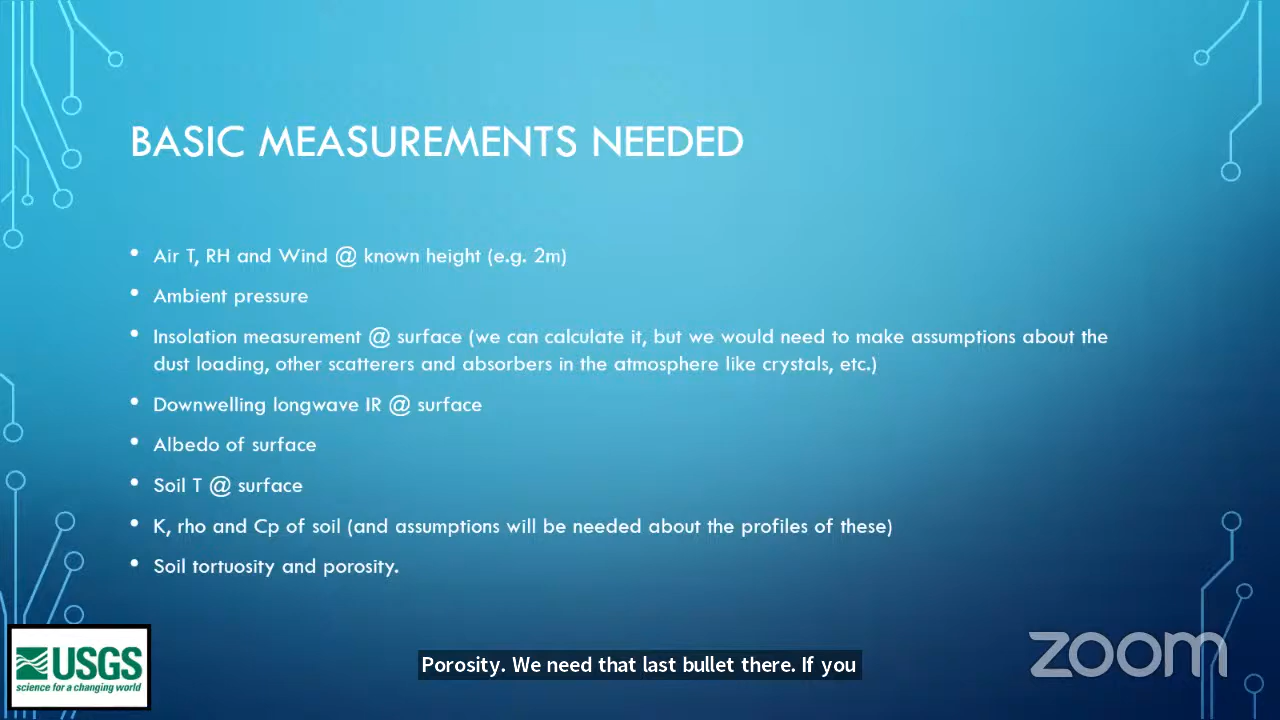 BASIC MEASUREMENTS NEEDED
• Air T, RH and Wind @ known height (e.g. 2m)
• Ambient pressure
• Insolation measurement @ surface (we can calculate it, but we would need to make assumptions about the
dust loading, other scatterers and absorbers in the atmosphere like crystals, etc.)
• Downwelling longwave IR @ surface
• Albedo of surface
• Soil T @ surface
• K, rho and Cp of soil (and assumptions will be needed about the profiles of these)
• Soil tortuosity and porosity.
USGS
science for a changing world
Porosity. We need that last bullet there. If you
zoom